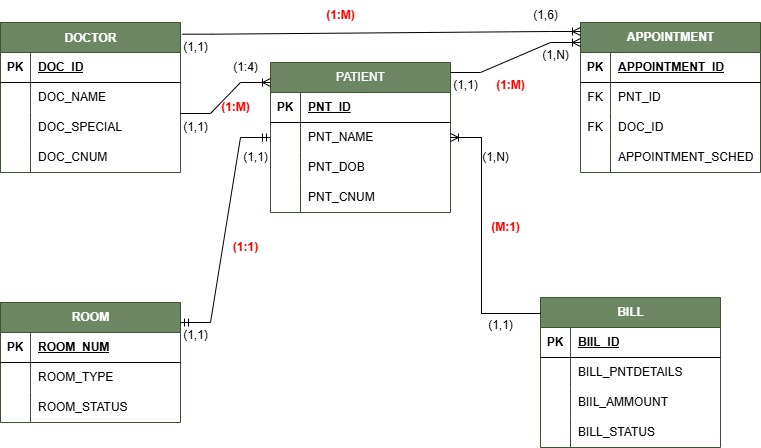 (1:M)
(1,1)
(1,6)
DOCTOR
PK DOC_ID
DOC_NAME
DOC_SPECIAL
DOC_CNUM
(1:4)
(1:M)
(1,1)
PATIENT
PK PNT_ID
PNT_NAME
PNT_DOB
PNT_CNUM
(1,1)
(1:M)
(1,N)
APPOINTMENT
PK APPOINTMENT_ID
FK PNT_ID
FK DOC_ID
APPOINTMENT_SCHED
(1,1)
(1:1)
(1,1)
(1,N)
(M:1)
(1,1)
ROOM
PK ROOM_NUM
ROOM_TYPE
ROOM_STATUS
BILL
PK BIIL_ID
BILL_PNTDETAILS
BIIL_AMMOUNT
BILL_STATUS